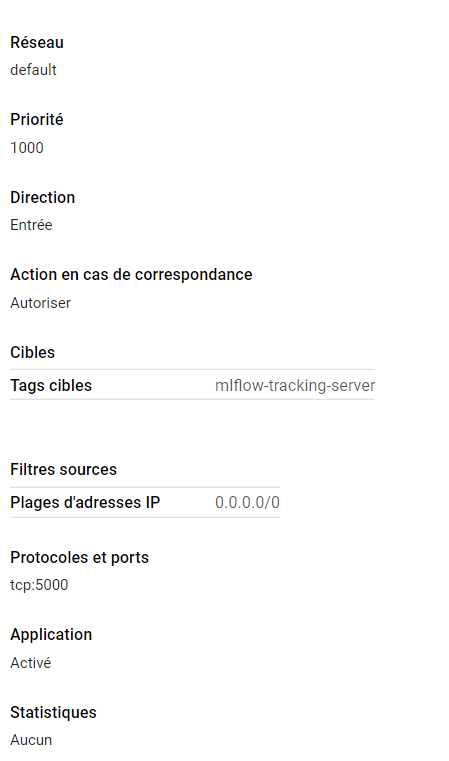 Réseau
default
Priorité
1000
Direction
Entrée
Action en cas de correspondance
Autoriser
Cibles
Tags cibles mlflow-tracking-server
Filtres sources
Plages d'adresses IP 0.0.0.0/0
Protocoles et ports
tcp:5000
Application
Activé
Statistiques
Aucun